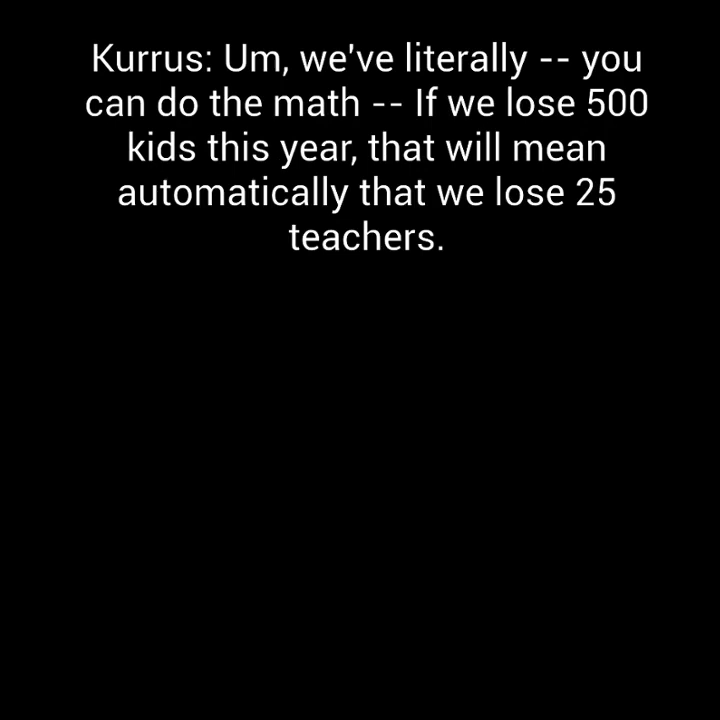 Kurrus: Um, we've literally -- you
can do the math -- If we lose 500
kids this year, that will mean
automatically that we lose 25
teachers.